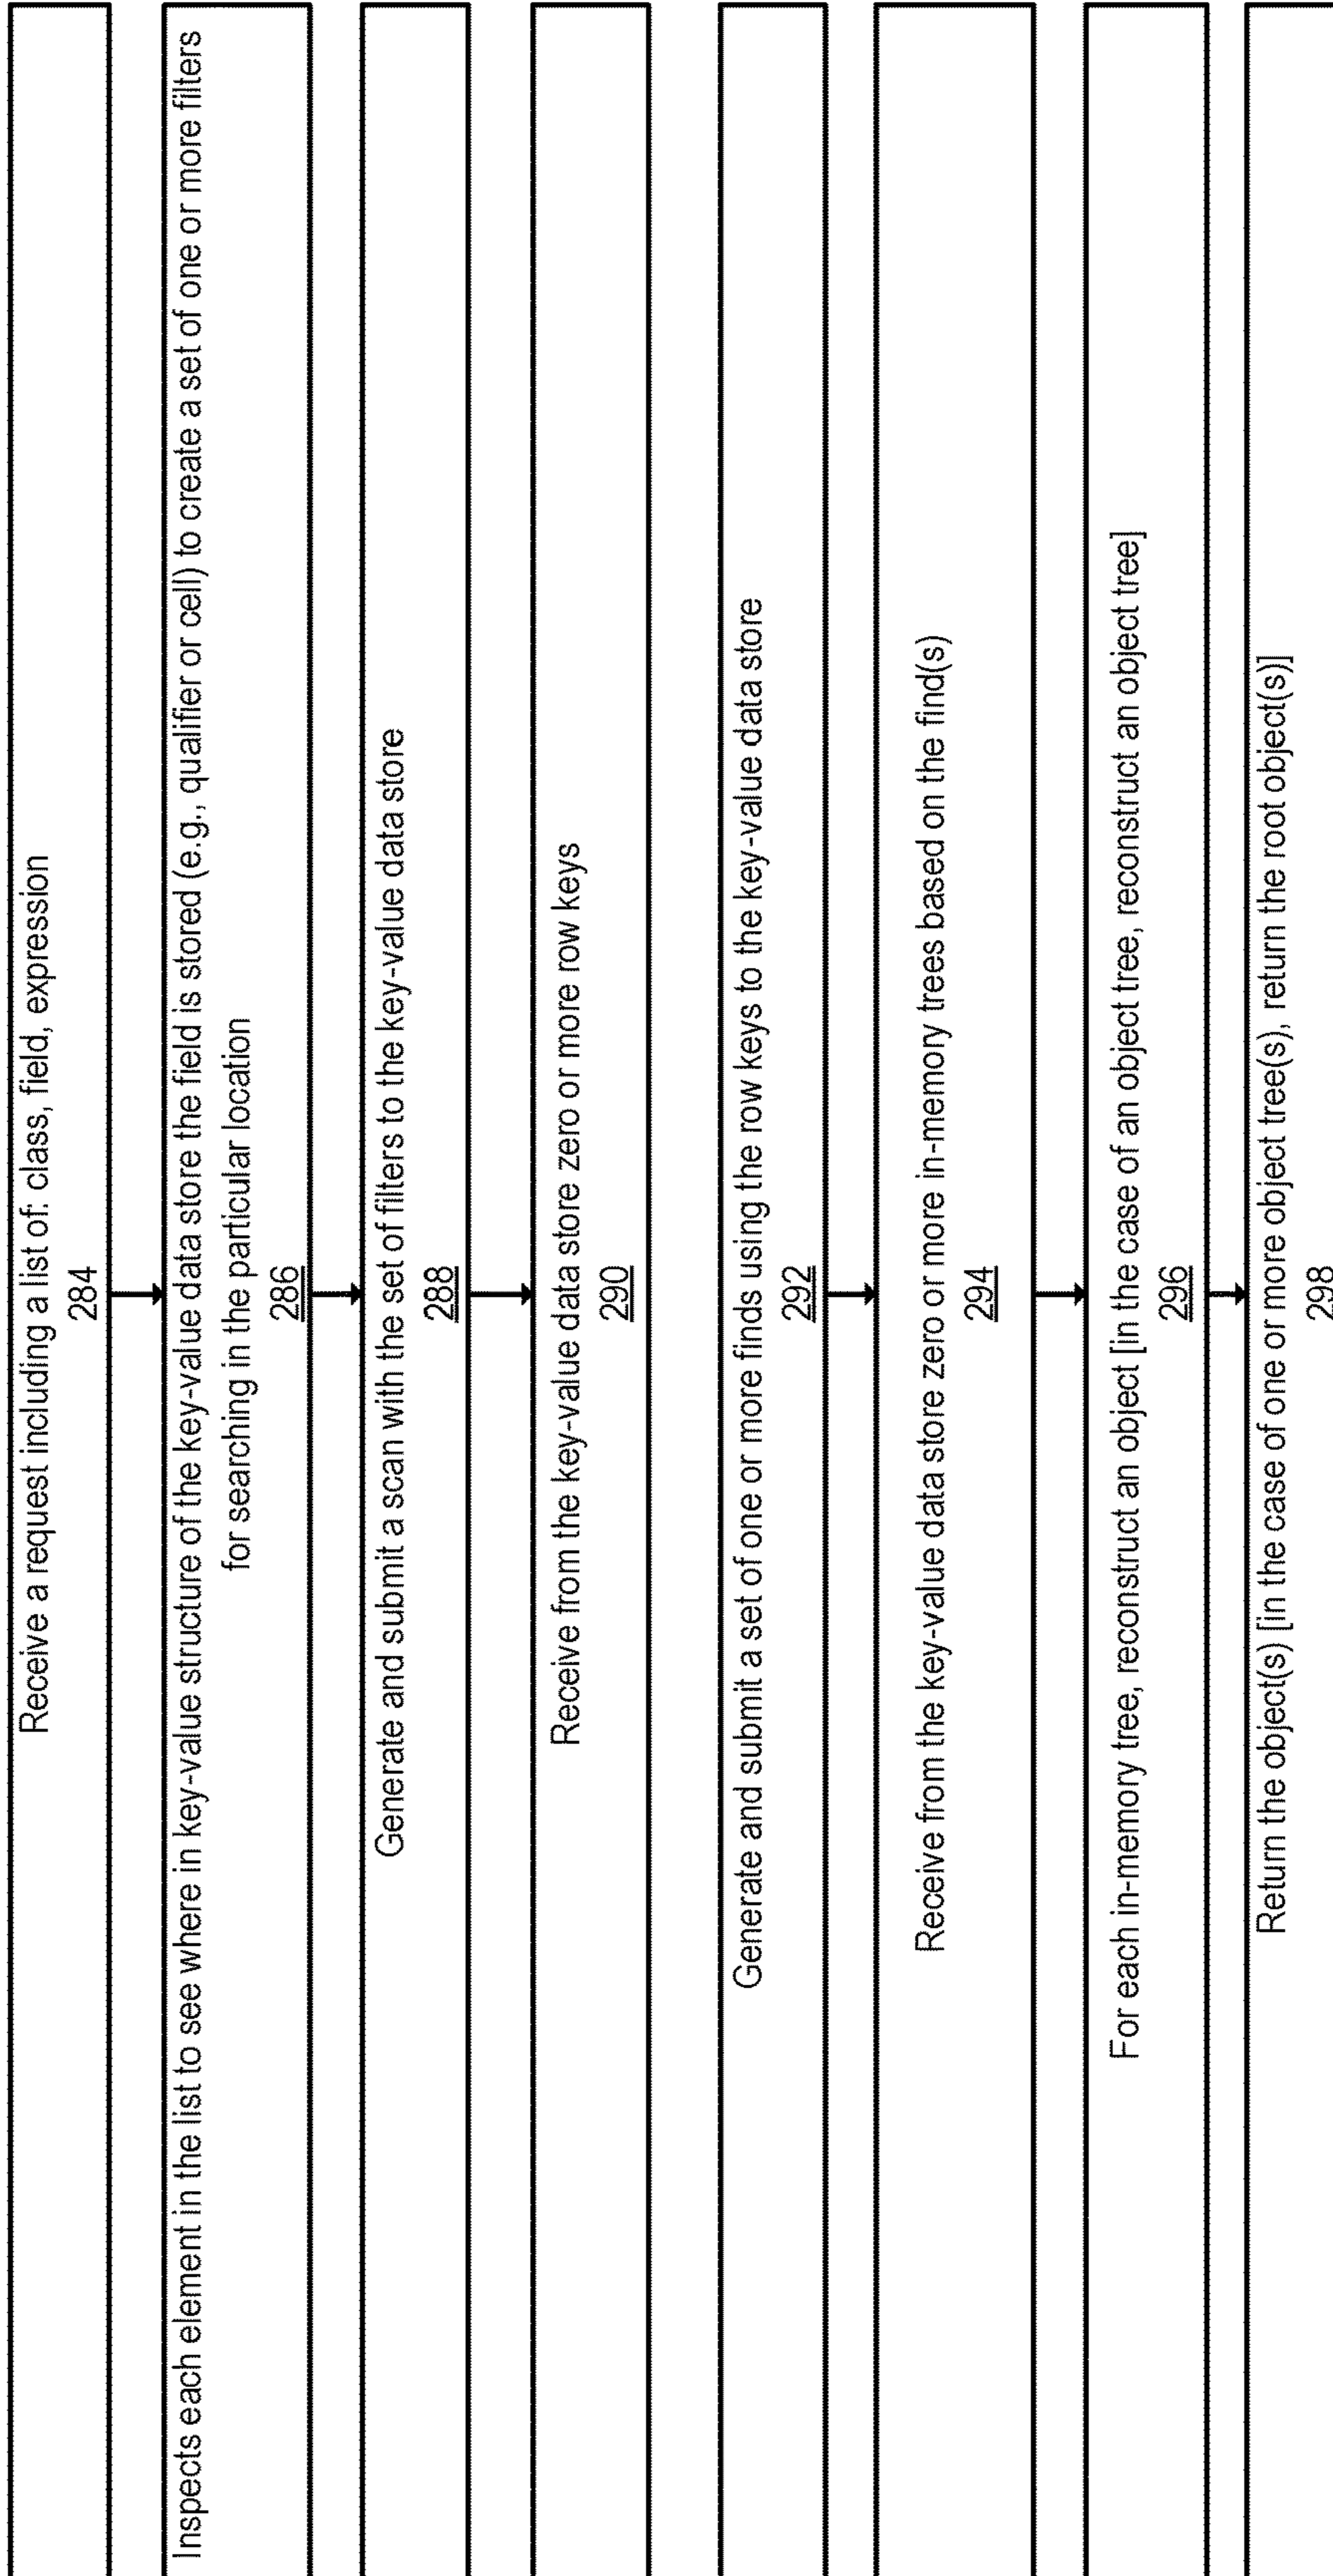 Receive a request including a list of: class, field, expression
284
Inspects each element in the list to see where in key-value structure of the key-value data store the field is stored (e.g., qualifier or cell) to create a set of one or more filters
for searching in the particular location
286
Generate and submit a scan with the set of filters to the key-value data store
288
Receive from the key-value data store zero or more row keys
290
Generate and submit a set of one or more finds using the row keys to the key-value data store
292
Receive from the key-value data store zero or more in-memory trees based on the find(s)
294
For each in-memory tree, reconstruct an object [in the case of an object tree, reconstruct an object tree]
296
Return the object(s) [in the case of one or more object tree(s), return the root object(s)]
298